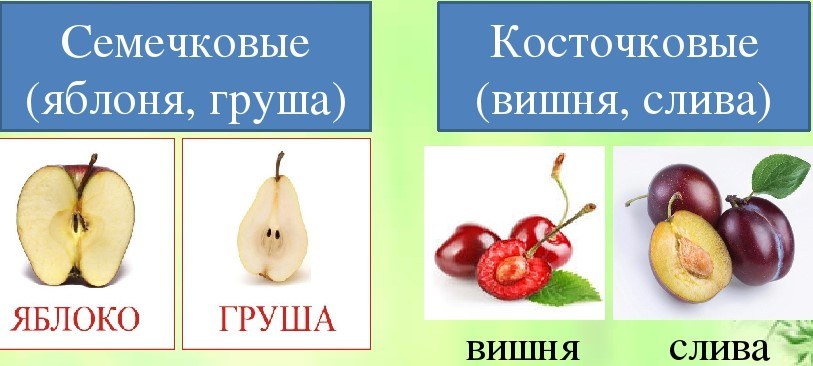 Семечковые
(яблоня, груша)
Косточковые
(вишня, слива)
ЯБЛОКО
ГРУША
вишня
слива